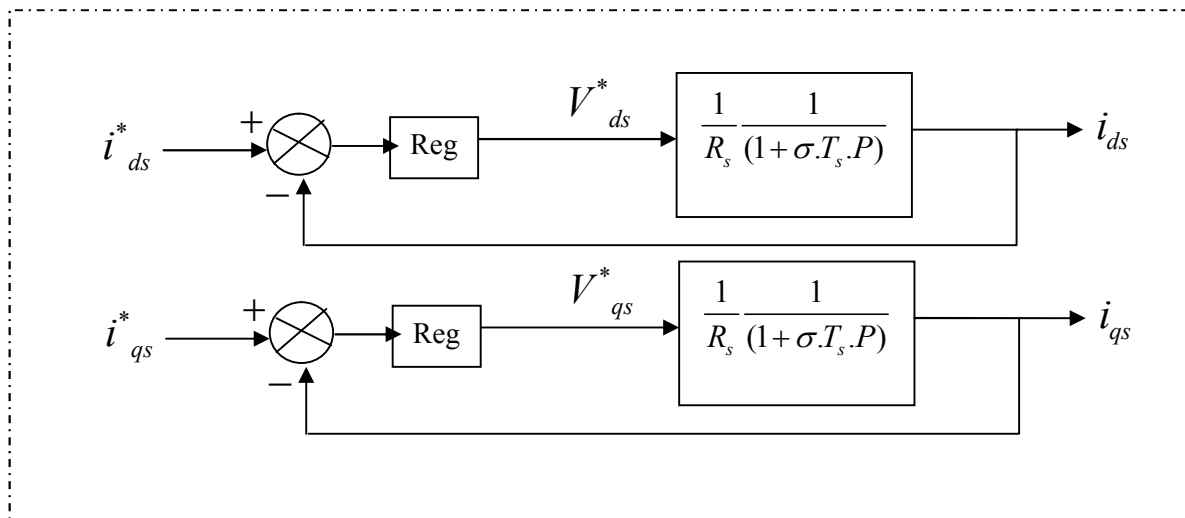 i*ds + − Reg V*ds 1/Rs 1/(1+σ.Ts.P) ids
i*qs + − Reg V*qs 1/Rs 1/(1+σ.Ts.P) iqs